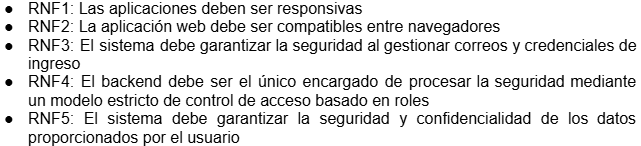 ● RNF1: Las aplicaciones deben ser responsivas
● RNF2: La aplicación web debe ser compatibles entre navegadores
● RNF3: El sistema debe garantizar la seguridad al gestionar correos y credenciales de
ingreso
● RNF4: El backend debe ser el único encargado de procesar la seguridad mediante
un modelo estricto de control de acceso basado en roles
● RNF5: El sistema debe garantizar la seguridad y confidencialidad de los datos
proporcionados por el usuario